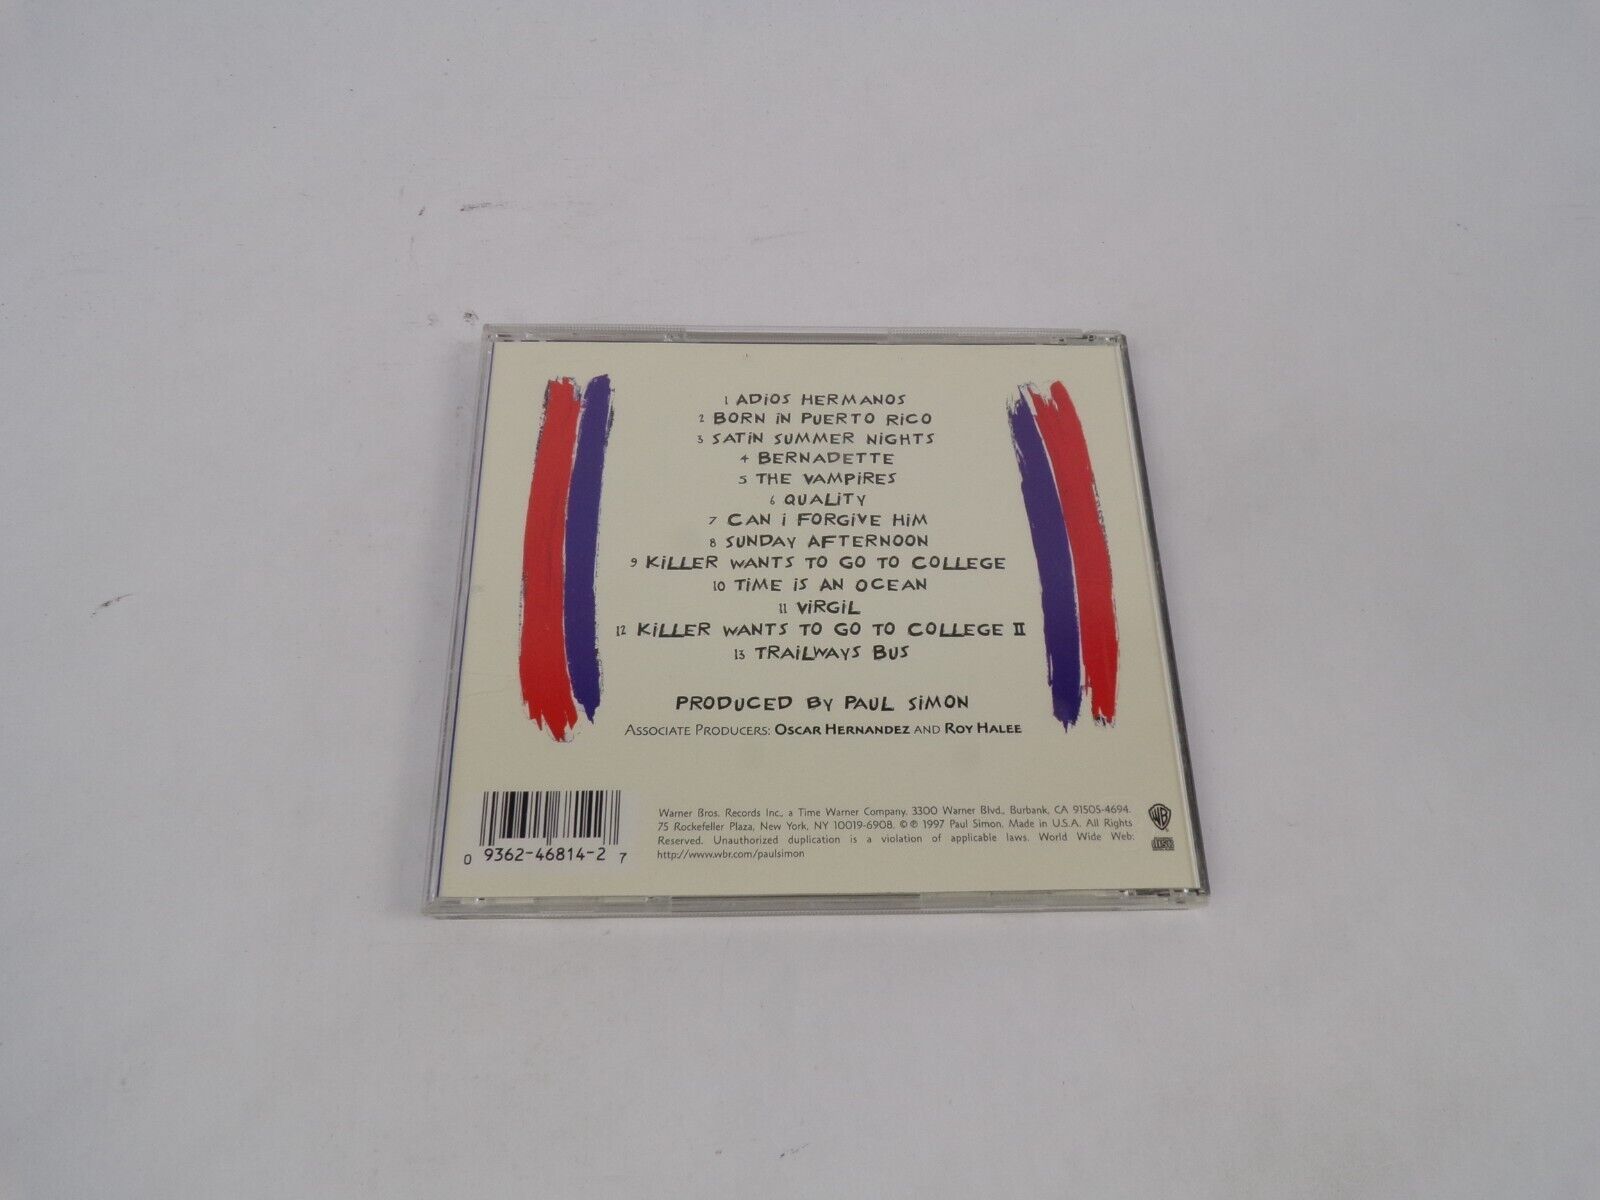 1 ADiOS HERMANOS
2 BORN iN PUERTO RiCO
3 SATiN SUMMER NiGHTS
4 BERNADETTE
5 THE VAMPiRES
6 QUALiTY
7 CAN i FORGiVE HiM
8 SUNDAY AFTERNOON
9 KiLLER WANTS TO GO TO COLLEGE
10 TiME iS AN OCEAN
11 ViRGiL
12 KiLLER WANTS TO GO TO COLLEGE II
13 TRAiLWAYS BUS
PRODUCED BY PAUL SiMON
ASSOCIATE PRODUCERS: OSCAR HERNANDEZ AND ROY HALEE
Warner Bros. Records Inc., a Time Warner Company. 3300 Warner Blvd., Burbank, CA 91505-4694.
75 Rockefeller Plaza, New York, NY 10019-6908. © ℗ 1997 Paul Simon. Made in U.S.A. All Rights
Reserved. Unauthorized duplication is a violation of applicable laws. World Wide Web:
http://www.wbr.com/paulsimon
0 9362-46814-2 7
WB